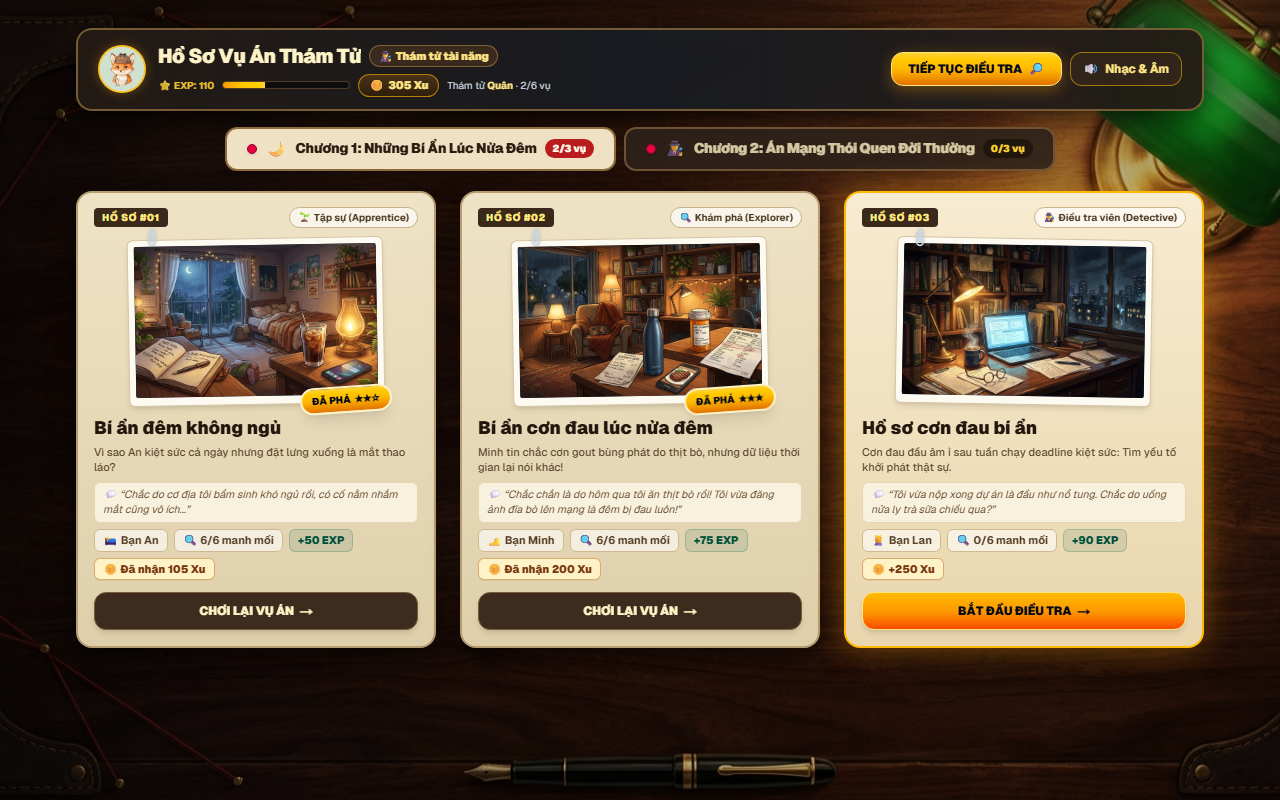 Hồ Sơ Vụ Án Thám Tử
Thám tử tài năng
EXP: 110
305 Xu
Thám tử Quân · 2/6 vụ
TIẾP TỤC ĐIỀU TRA
Nhạc & Âm
Chương 1: Những Bí Ẩn Lúc Nửa Đêm
2/3 vụ
Chương 2: Án Mạng Thói Quen Đời Thường
0/3 vụ
HỒ SƠ #01
Tập sự (Apprentice)
ĐÃ PHÁ ★★☆
Bí ẩn đêm không ngủ
Vì sao An kiệt sức cả ngày nhưng đặt lưng xuống là mắt thao
láo?
“Chắc do cơ địa tôi bẩm sinh khó ngủ rồi, có cố nằm nhắm
mắt cũng vô ích…”
Bạn An
6/6 manh mối
+50 EXP
Đã nhận 105 Xu
CHƠI LẠI VỤ ÁN →
HỒ SƠ #02
Khám phá (Explorer)
ĐÃ PHÁ ★★★
Bí ẩn cơn đau lúc nửa đêm
Minh tin chắc cơn gout bùng phát do thịt bò, nhưng dữ liệu thời
gian lại nói khác!
“Chắc chắn là do hôm qua tôi ăn thịt bò rồi! Tôi vừa đăng
ảnh đĩa bò lên mạng là đêm bị đau luôn!”
Bạn Minh
6/6 manh mối
+75 EXP
Đã nhận 200 Xu
CHƠI LẠI VỤ ÁN →
HỒ SƠ #03
Điều tra viên (Detective)
Hồ sơ cơn đau bí ẩn
Cơn đau đầu âm ỉ sau tuần chạy deadline kiệt sức: Tìm yếu tố
khởi phát thật sự.
“Tôi vừa nộp xong dự án là đầu như nổ tung. Chắc do uống
nửa ly trà sữa chiều qua?”
Bạn Lan
0/6 manh mối
+90 EXP
+250 Xu
BẮT ĐẦU ĐIỀU TRA →